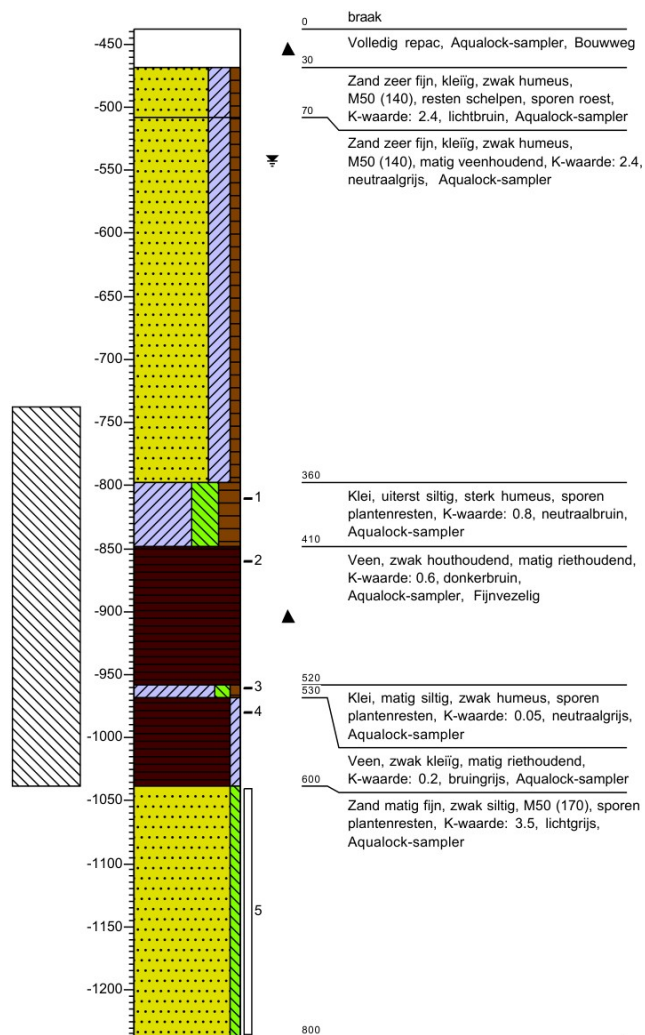 0
braak
Volledig repac, Aqualock-sampler, Bouwweg
30
Zand zeer fijn, kleiïg, zwak humeus,
M50 (140), resten schelpen, sporen roest,
K-waarde: 2.4, lichtbruin, Aqualock-sampler
70
Zand zeer fijn, kleiïg, zwak humeus,
M50 (140), matig veenhoudend, K-waarde: 2.4,
neutraalgrijs, Aqualock-sampler
360
Klei, uiterst siltig, sterk humeus, sporen
plantenresten, K-waarde: 0.8, neutraalbruin,
Aqualock-sampler
410
Veen, zwak houthoudend, matig riethoudend,
K-waarde: 0.6, donkerbruin,
Aqualock-sampler, Fijnvezelig
520
530
Klei, matig siltig, zwak humeus, sporen
plantenresten, K-waarde: 0.05, neutraalgrijs,
Aqualock-sampler
Veen, zwak kleiïg, matig riethoudend,
K-waarde: 0.2, bruingrijs, Aqualock-sampler
600
Zand matig fijn, zwak siltig, M50 (170), sporen
plantenresten, K-waarde: 3.5, lichtgrijs,
Aqualock-sampler
800
-450
-500
-550
-600
-650
-700
-750
-800
-850
-900
-950
-1000
-1050
-1100
-1150
-1200
1
2
3
4
5